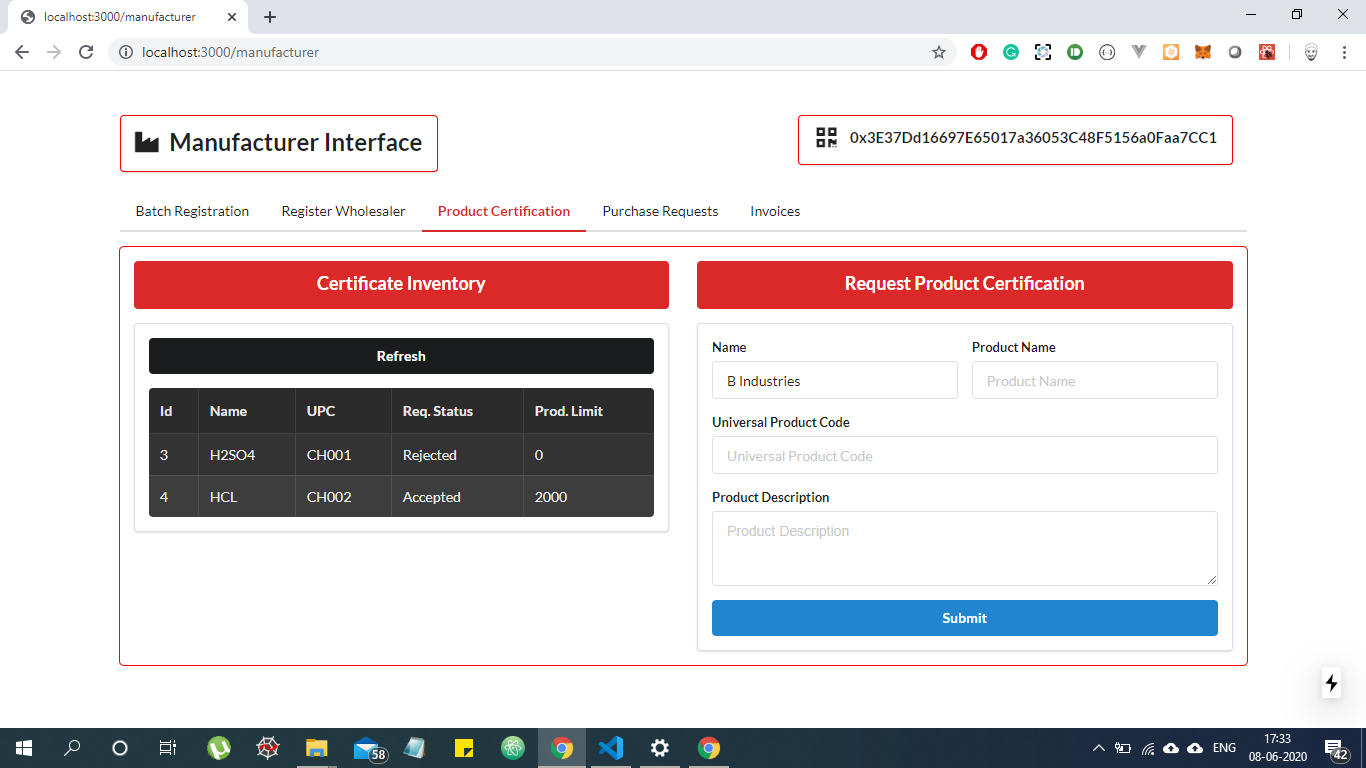 localhost:3000/manufacturer
localhost:3000/manufacturer
Manufacturer Interface
0x3E37Dd16697E65017a36053C48F5156a0Faa7CC1
Batch Registration Register Wholesaler Product Certification Purchase Requests Invoices
Certificate Inventory
Refresh
Id Name UPC Req. Status Prod. Limit
3 H2SO4 CH001 Rejected 0
4 HCL CH002 Accepted 2000
Request Product Certification
Name Product Name
B Industries Product Name
Universal Product Code
Universal Product Code
Product Description
Product Description
Submit
58
ENG
17:33
08-06-2020
42